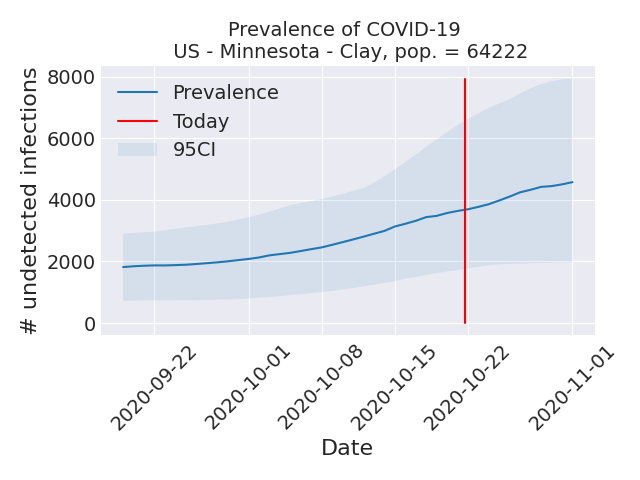 Prevalence of COVID-19
US - Minnesota - Clay, pop. = 64222
# undetected infections
8000
6000
4000
2000
0
Prevalence
Today
95CI
2020-09-22
2020-10-01
2020-10-08
2020-10-15
2020-10-22
2020-11-01
Date